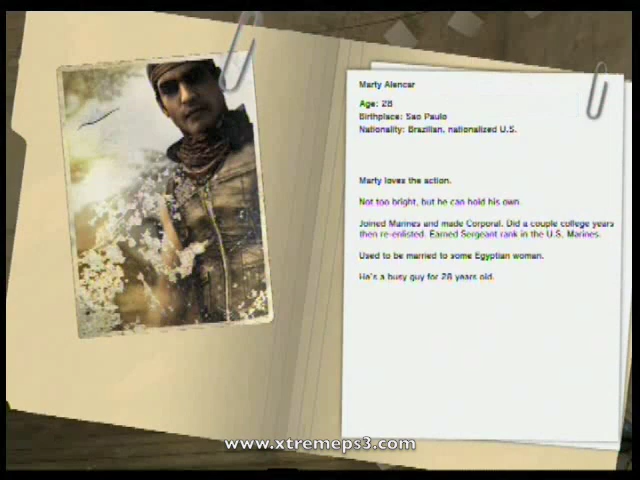 Marty Alencar
Age: 28
Birthplace: Sao Paulo
Nationality: Brazilian, nationalized U.S.
Marty loves the action.
Not too bright, but he can hold his own.
Joined Marines and made Corporal. Did a couple college years
then re-enlisted. Earned Sergeant rank in the U.S. Marines.
Used to be married to some Egyptian woman.
He's a busy guy for 28 years old.
www.xtremeps3.com